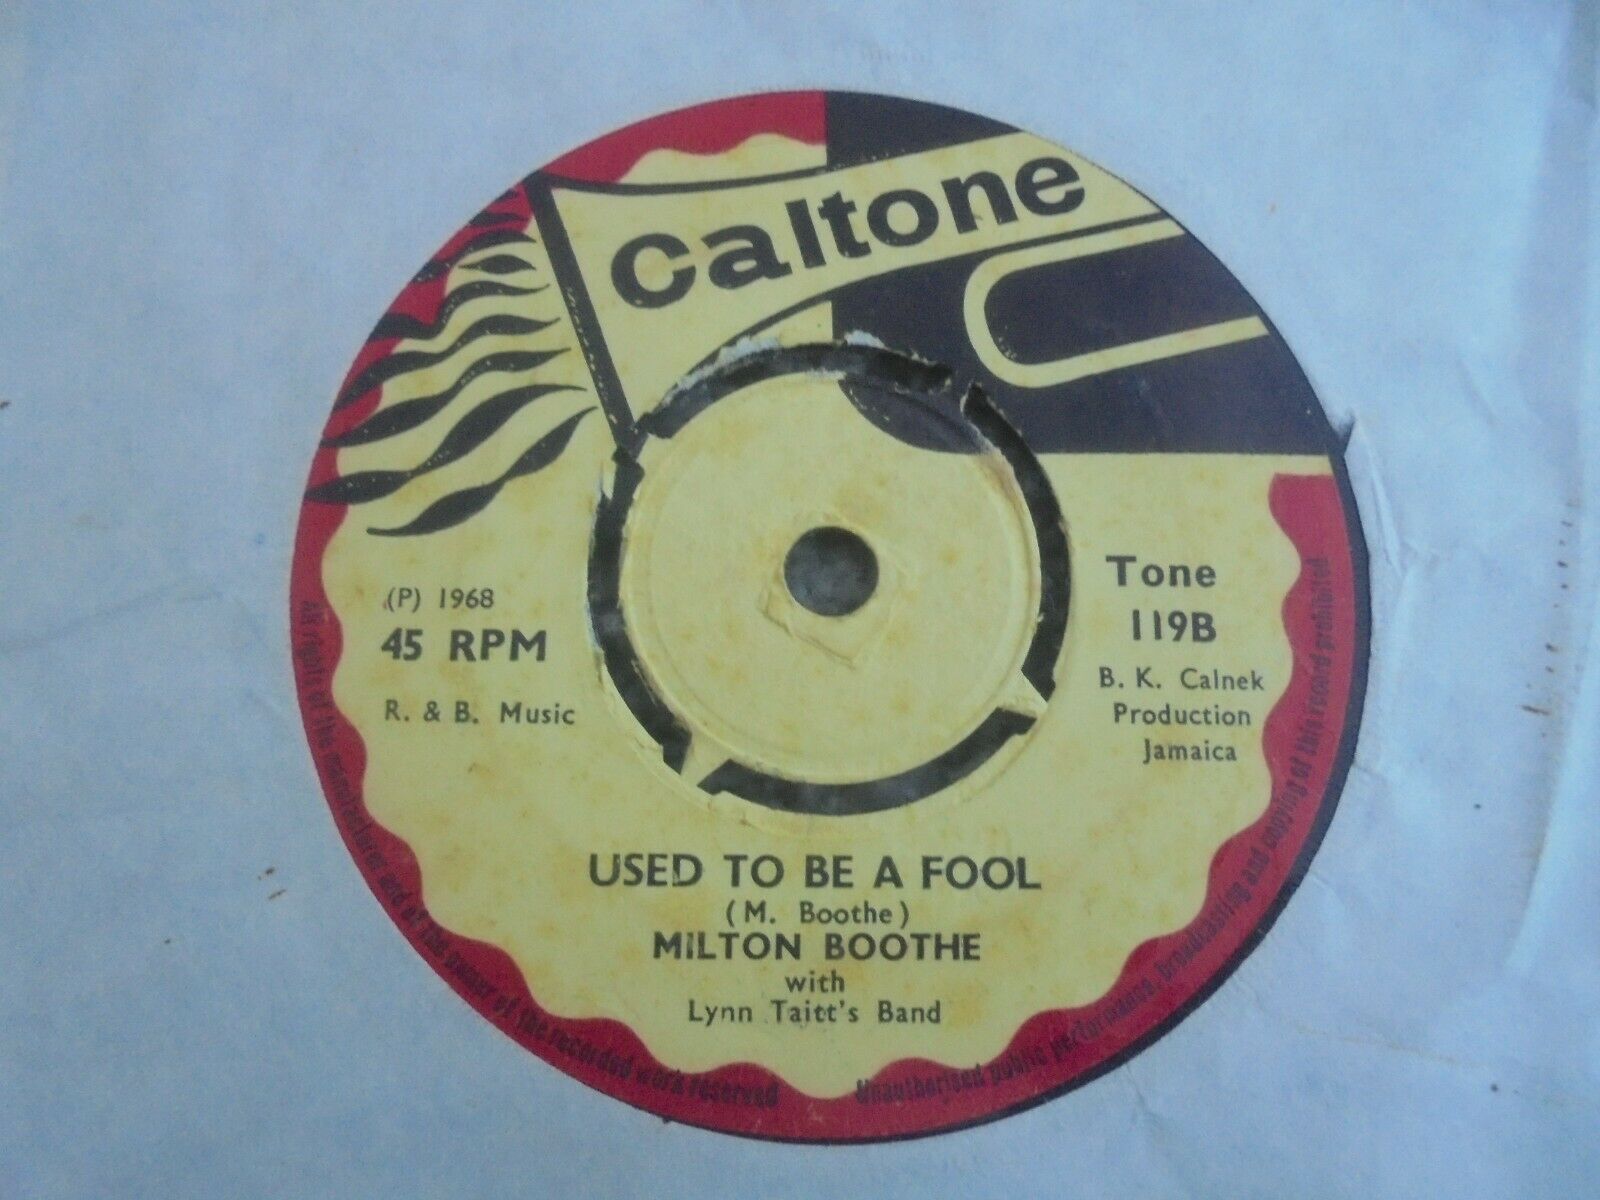 caltone
(P) 1968
45 RPM
R. & B. Music
Tone
119B
B. K. Calnek
Production
Jamaica
USED TO BE A FOOL
(M. Boothe)
MILTON BOOTHE
with
Lynn Taitt's Band
All rights of the manufacturer and of the owner of the recorded work reserved
Unauthorised public performance, broadcasting and copying of this record prohibited